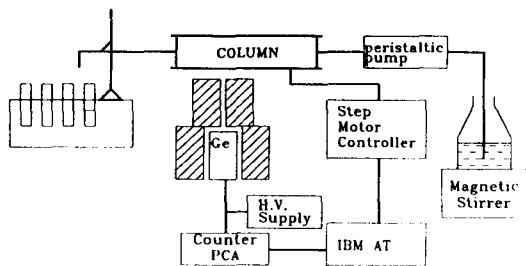 COLUMN
peristaltic
pump
Ge
Step
Motor
Controller
Magnetic
Stirrer
H.V.
Supply
Counter
PCA
IBM AT